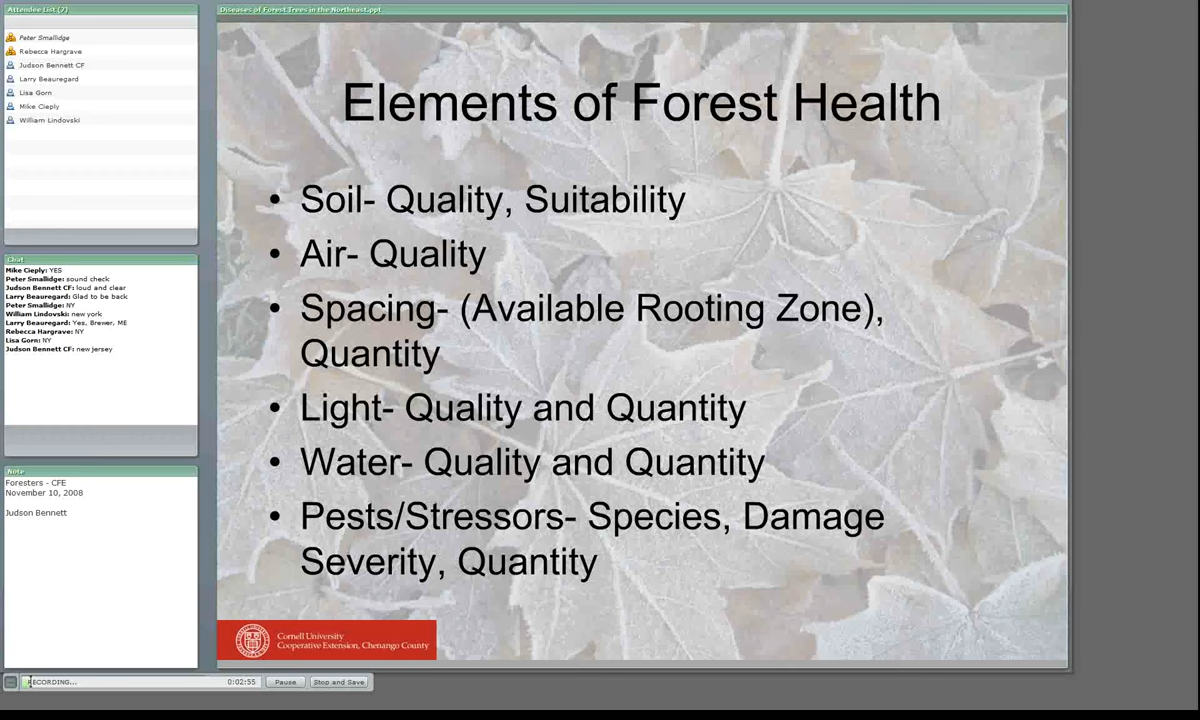 Attendee List (7)
Peter Smallidge
Rebecca Hargrave
Judson Bennett CF
Larry Beauregard
Lisa Gorn
Mike Cieply
William Lindovski
Chat
Mike Cieply: YES
Peter Smallidge: sound check
Judson Bennett CF: loud and clear
Larry Beauregard: Glad to be back
Peter Smallidge: NY
William Lindovski: new york
Larry Beauregard: Yes, Brewer, ME
Rebecca Hargrave: NY
Lisa Gorn: NY
Judson Bennett CF: new jersey
Note
Foresters - CFE
November 10, 2008
Judson Bennett
Diseases of Forest Trees in the Northeast.ppt
Elements of Forest Health
• Soil- Quality, Suitability
• Air- Quality
• Spacing- (Available Rooting Zone),
Quantity
• Light- Quality and Quantity
• Water- Quality and Quantity
• Pests/Stressors- Species, Damage
Severity, Quantity
Cornell University
Cooperative Extension, Chenango County
RECORDING... 0:02:55 Pause Stop and Save